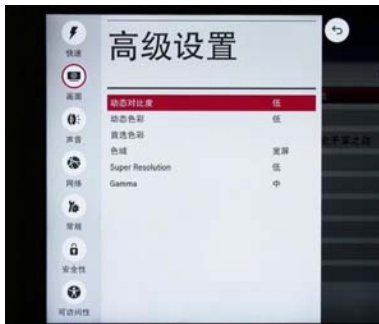 高级设置
快速
画面
声音
网络
常规
安全性
可访问性
动态对比度 低
动态色彩 低
首选色彩
色域 宽屏
Super Resolution 低
Gamma 中